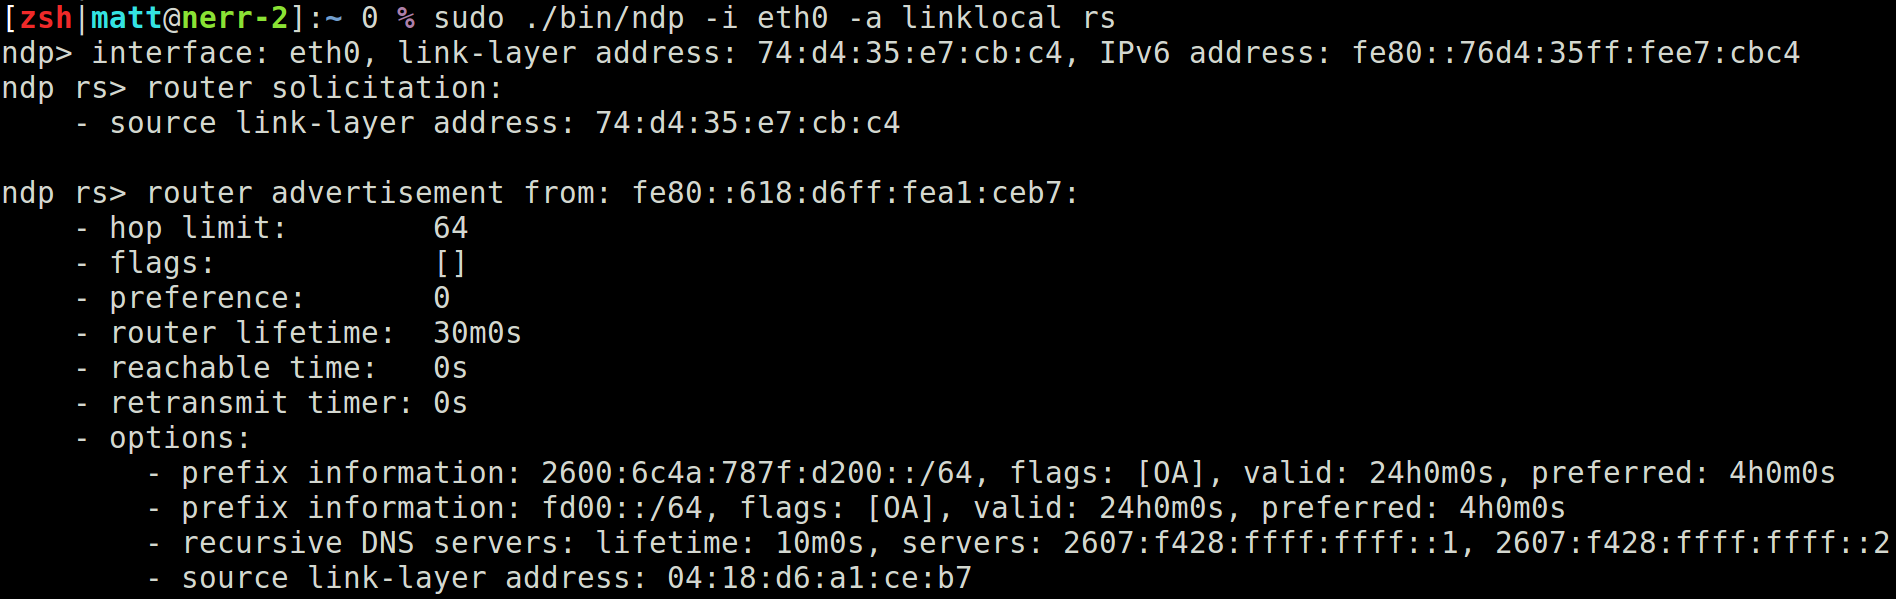 [zsh|matt@nerr-2]:~ 0 % sudo ./bin/ndp -i eth0 -a linklocal rs
ndp> interface: eth0, link-layer address: 74:d4:35:e7:cb:c4, IPv6 address: fe80::76d4:35ff:fee7:cbc4
ndp rs> router solicitation:
    - source link-layer address: 74:d4:35:e7:cb:c4

ndp rs> router advertisement from: fe80::618:d6ff:fea1:ceb7:
    - hop limit:        64
    - flags:            []
    - preference:       0
    - router lifetime:  30m0s
    - reachable time:   0s
    - retransmit timer: 0s
    - options:
        - prefix information: 2600:6c4a:787f:d200::/64, flags: [OA], valid: 24h0m0s, preferred: 4h0m0s
        - prefix information: fd00::/64, flags: [OA], valid: 24h0m0s, preferred: 4h0m0s
        - recursive DNS servers: lifetime: 10m0s, servers: 2607:f428:ffff:ffff::1, 2607:f428:ffff:ffff::2
        - source link-layer address: 04:18:d6:a1:ce:b7